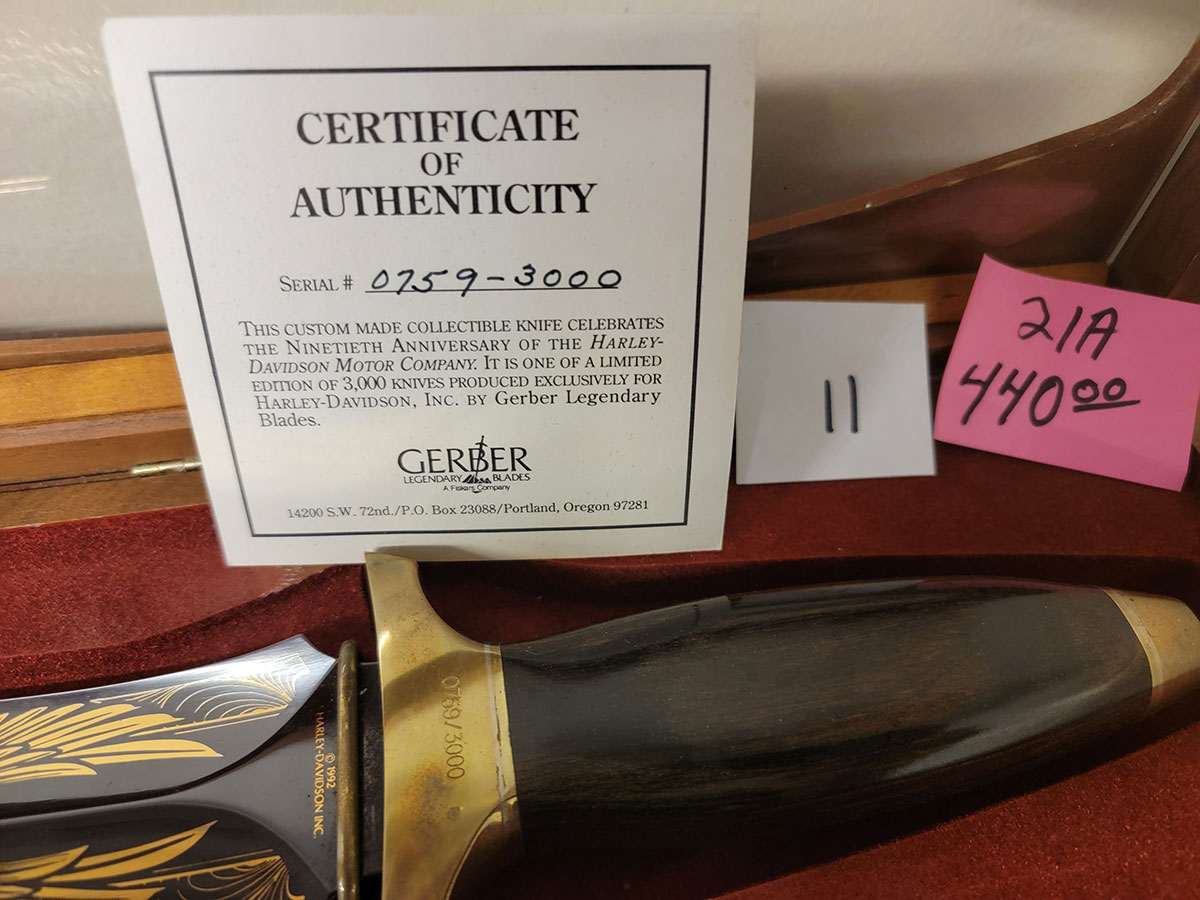 CERTIFICATE
OF
AUTHENTICITY
SERIAL # 0759-3000
THIS CUSTOM MADE COLLECTIBLE KNIFE CELEBRATES
THE NINETIETH ANNIVERSARY OF THE HARLEY-
DAVIDSON MOTOR COMPANY. IT IS ONE OF A LIMITED
EDITION OF 3,000 KNIVES PRODUCED EXCLUSIVELY FOR
HARLEY-DAVIDSON, INC. BY Gerber Legendary
Blades.
GERBER
LEGENDARY BLADES
A Fiskars Company
14200 S.W. 72nd./P.O. Box 23088/Portland, Oregon 97281
11
21A
44000
0759/3000
© 1992
HARLEY-DAVIDSON INC.